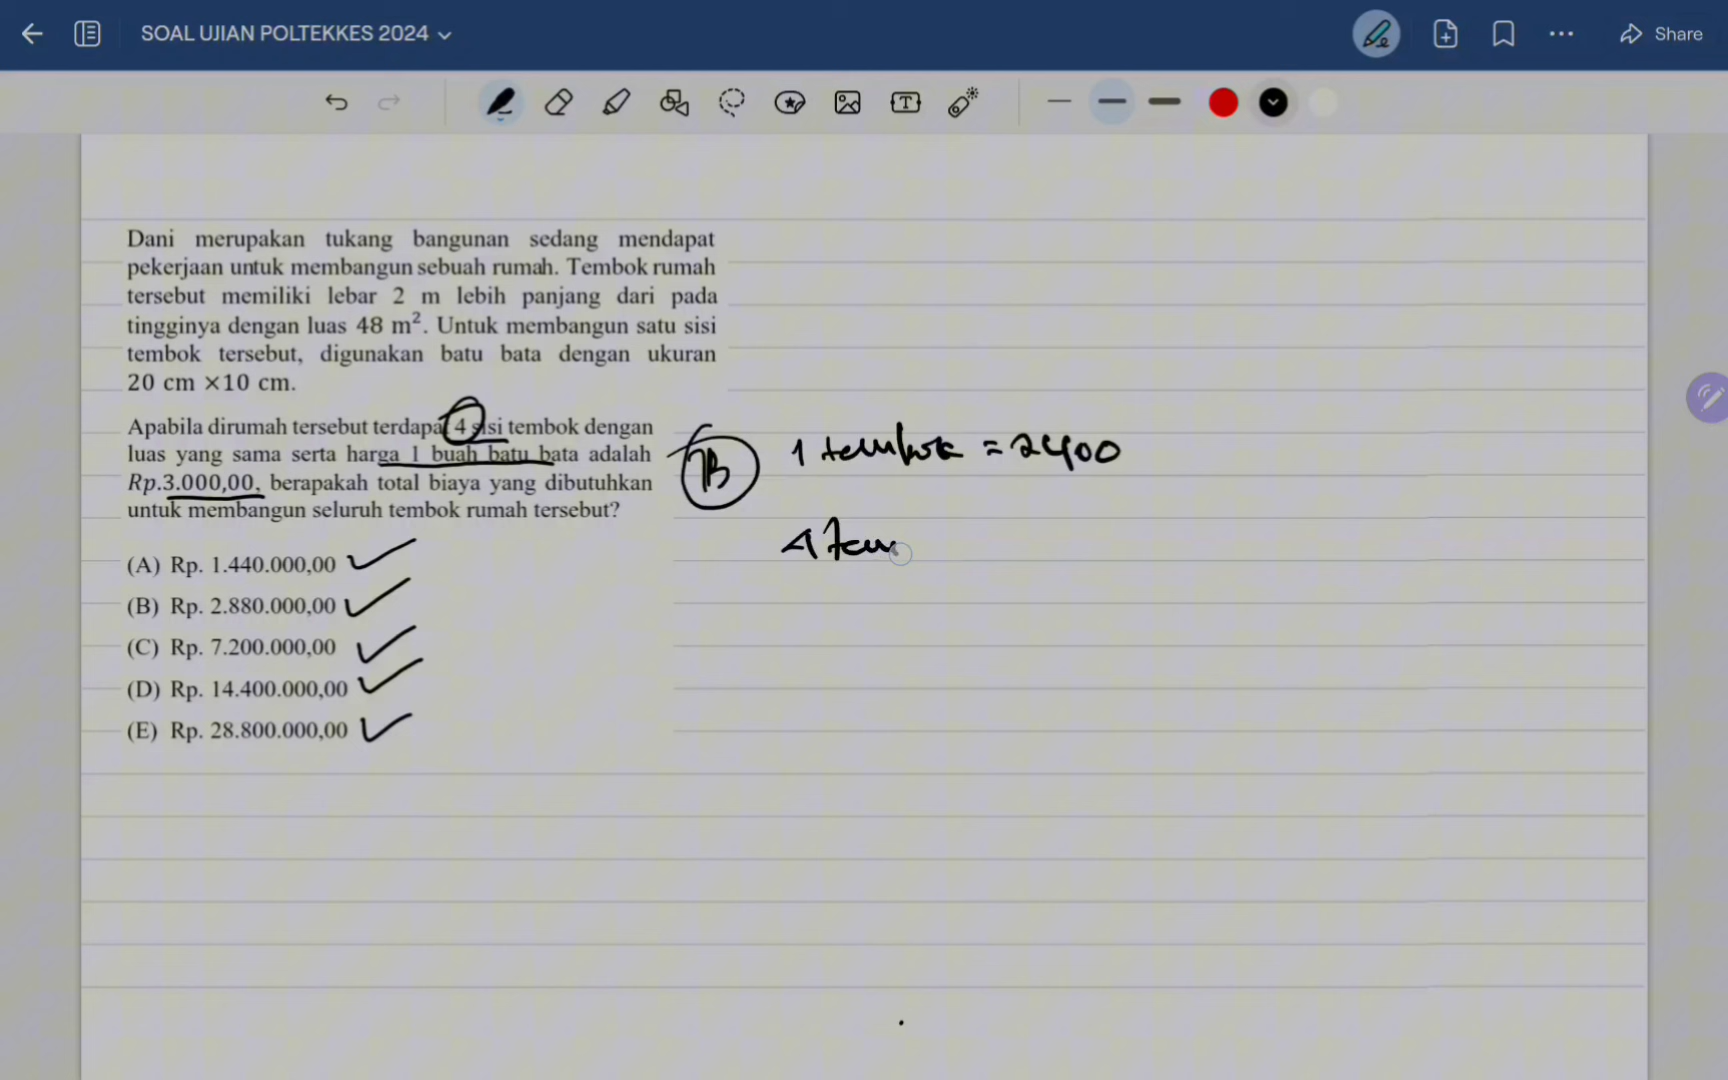 SOAL UJIAN POLTEKKES 2024
Share
Dani merupakan tukang bangunan sedang mendapat
pekerjaan untuk membangun sebuah rumah. Tembok rumah
tersebut memiliki lebar 2 m lebih panjang dari pada
tingginya dengan luas 48 m². Untuk membangun satu sisi
tembok tersebut, digunakan batu bata dengan ukuran
20 cm ×10 cm.
Apabila dirumah tersebut terdapat 4 sisi tembok dengan
luas yang sama serta harga 1 buah batu bata adalah
Rp.3.000,00, berapakah total biaya yang dibutuhkan
untuk membangun seluruh tembok rumah tersebut?
(A) Rp. 1.440.000,00
(B) Rp. 2.880.000,00
(C) Rp. 7.200.000,00
(D) Rp. 14.400.000,00
(E) Rp. 28.800.000,00
B
1 tembok = 2400
4 tem